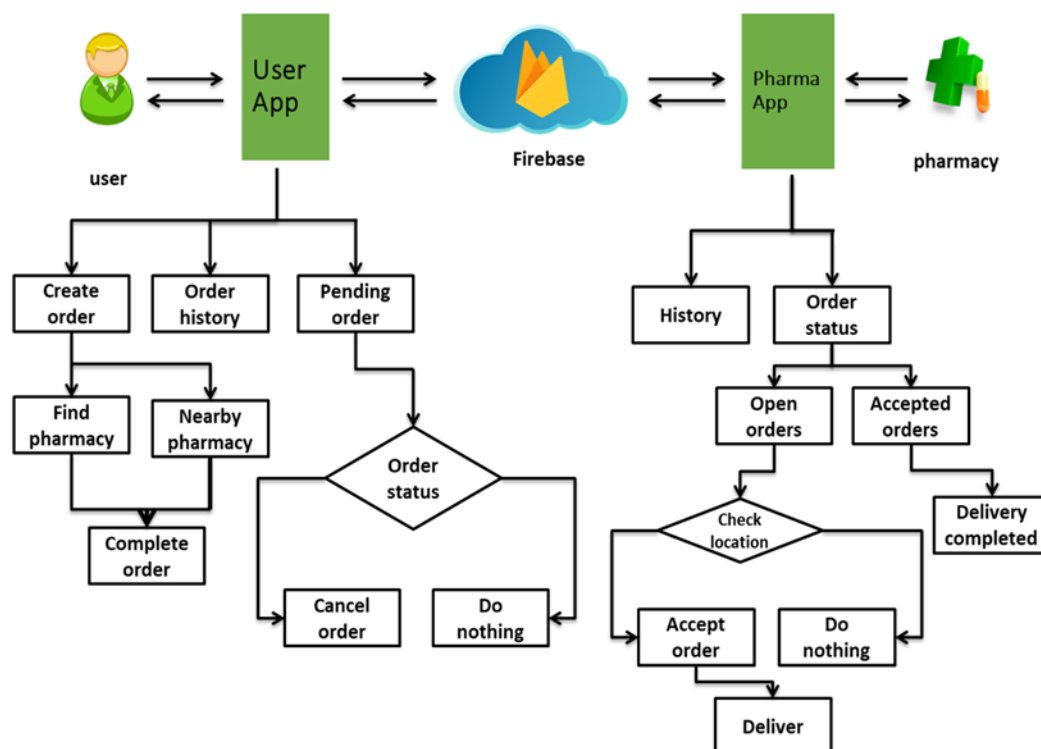 User
App
Pharma
App
user
Firebase
pharmacy
Create
order
Order
history
Pending
order
History
Order
status
Find
pharmacy
Nearby
pharmacy
Open
orders
Accepted
orders
Order
status
Complete
order
Check
location
Delivery
completed
Cancel
order
Do
nothing
Accept
order
Do
nothing
Deliver